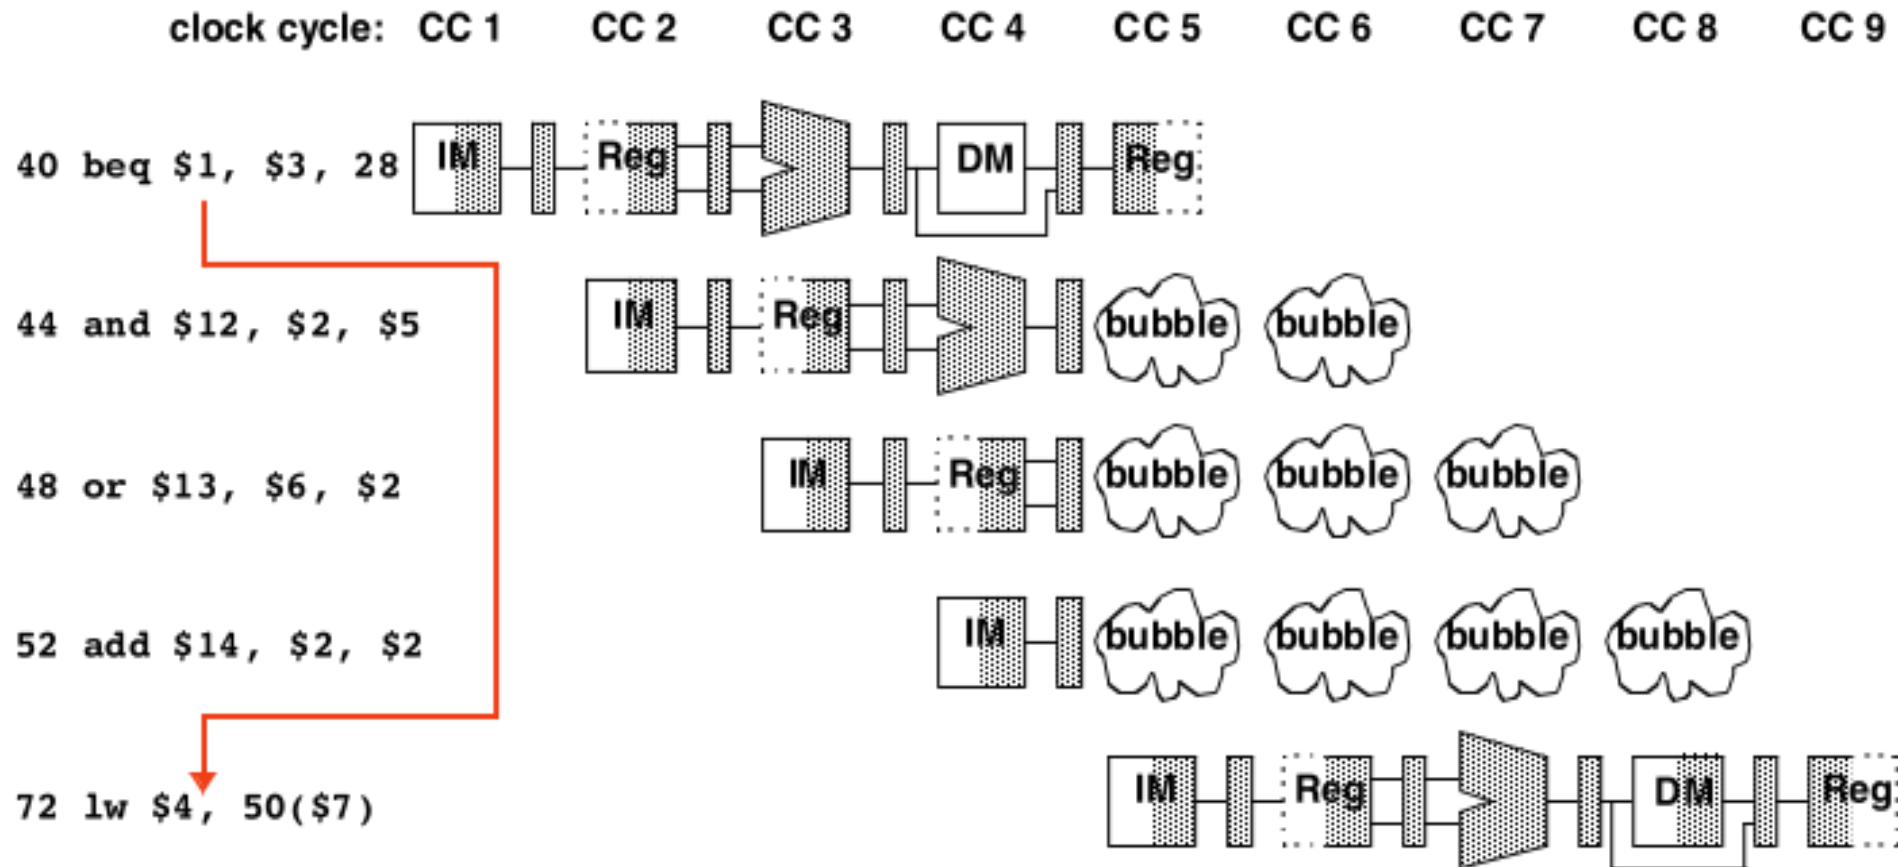 clock cycle: CC 1 CC 2 CC 3 CC 4 CC 5 CC 6 CC 7 CC 8 CC 9
40 beq $1, $3, 28 IM Reg DM Reg
44 and $12, $2, $5 IM Reg bubble bubble
48 or $13, $6, $2 IM Reg bubble bubble bubble
52 add $14, $2, $2 IM bubble bubble bubble bubble
72 lw $4, 50($7) IM Reg DM Reg